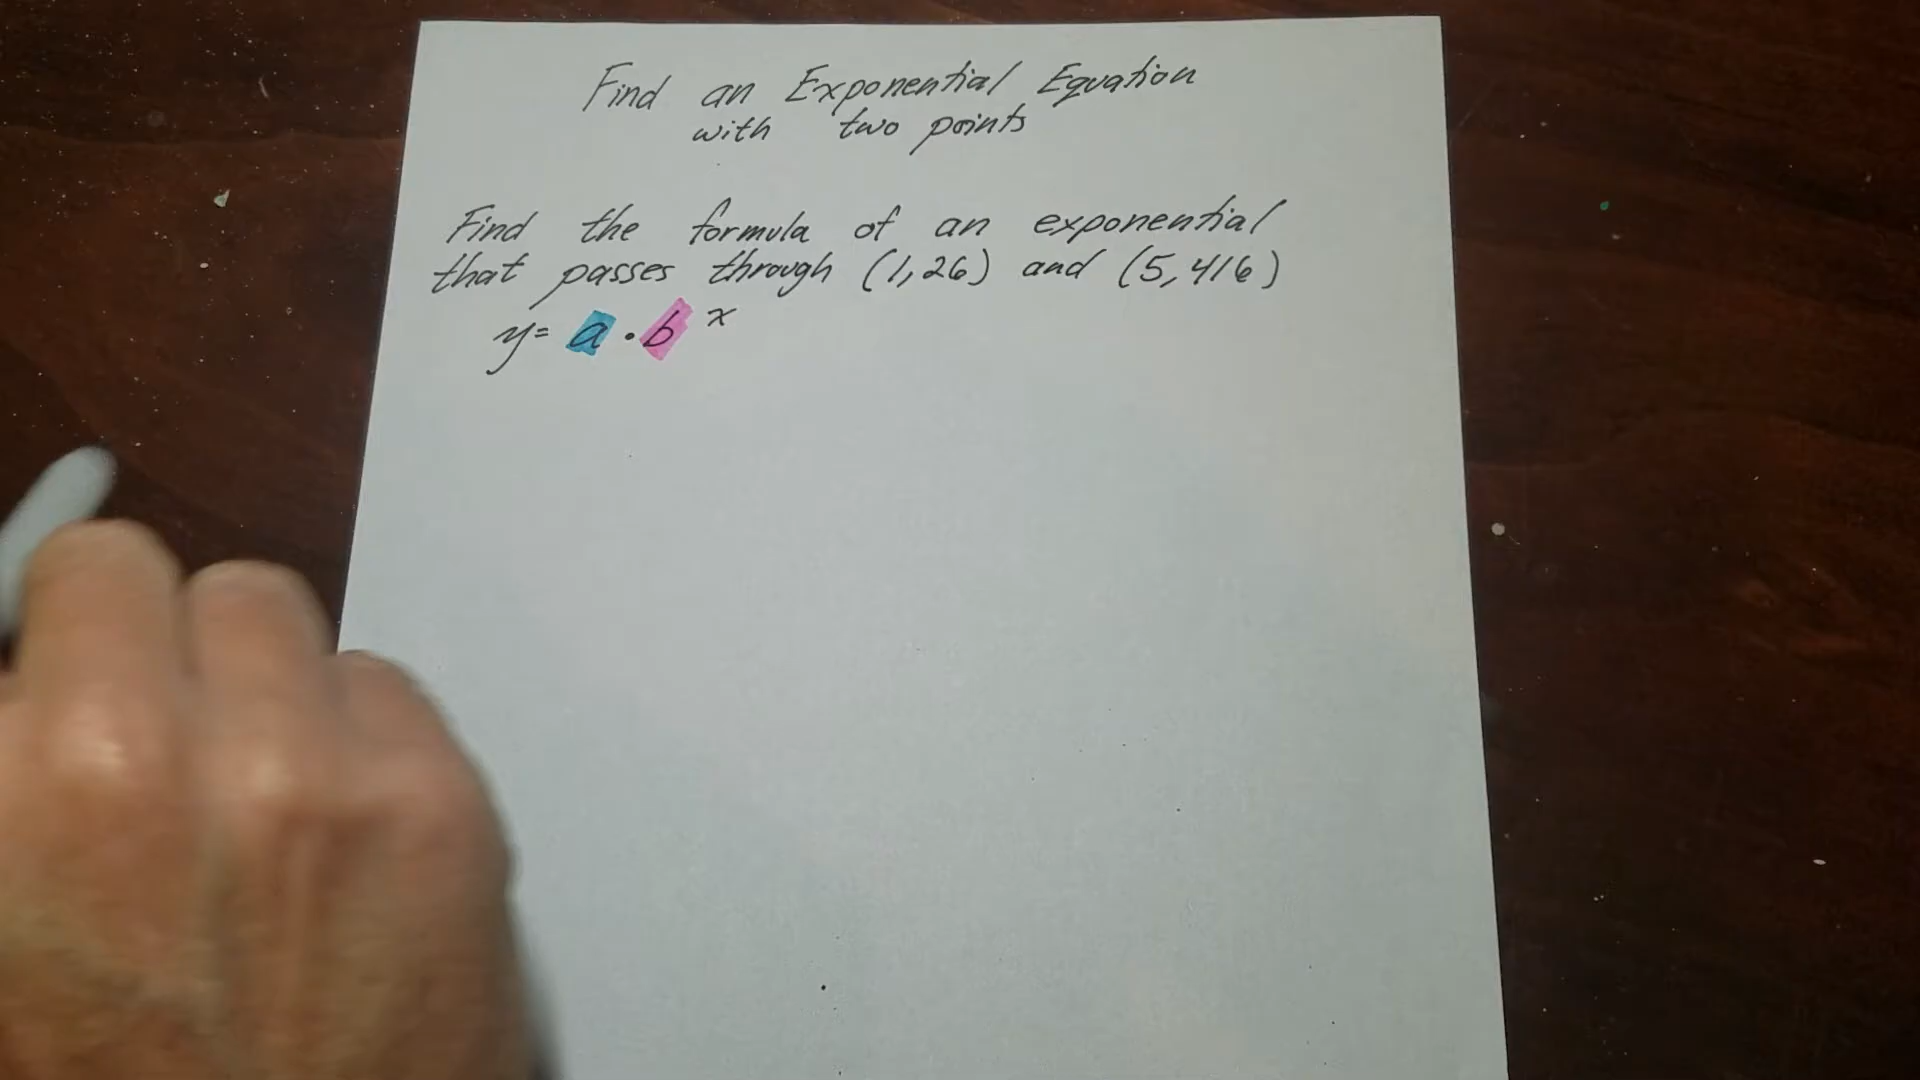 Find an Exponential Equation
with two points
Find the formula of an exponential
that passes through (1,26) and (5,416)
y= a · b ˣ